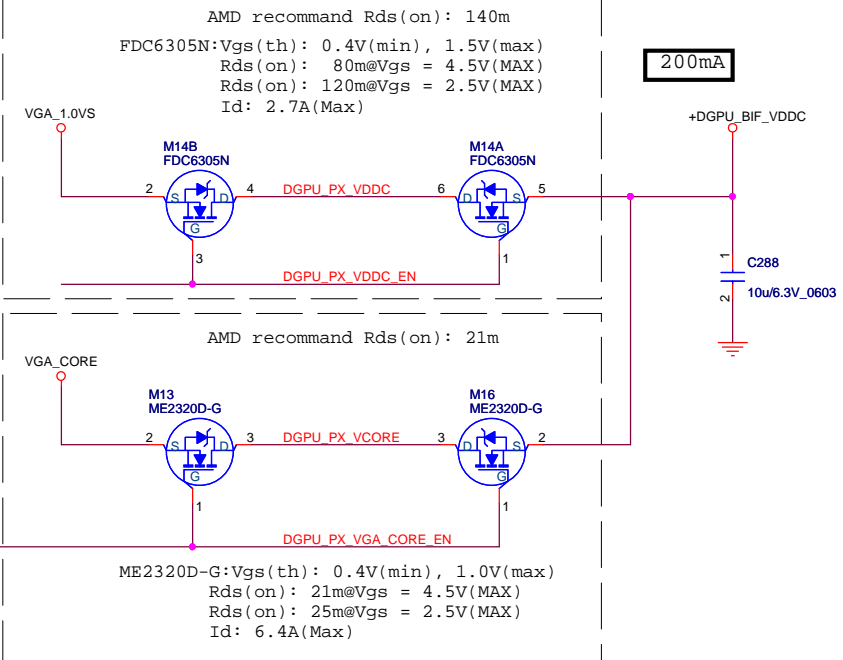 AMD recommand Rds(on): 140m
FDC6305N:Vgs(th): 0.4V(min), 1.5V(max)
Rds(on): 80m@Vgs = 4.5V(MAX)
Rds(on): 120m@Vgs = 2.5V(MAX)
Id: 2.7A(Max)
200mA
VGA_1.0VS
+DGPU_BIF_VDDC
M14B
FDC6305N
M14A
FDC6305N
2
S
D
4
DGPU_PX_VDDC
6
D
S
5
G
G
3
1
DGPU_PX_VDDC_EN
1
C288
2
10u/6.3V_0603
AMD recommand Rds(on): 21m
VGA_CORE
M13
ME2320D-G
M16
ME2320D-G
2
S
D
3
DGPU_PX_VCORE
3
D
S
2
G
G
1
1
DGPU_PX_VGA_CORE_EN
ME2320D-G:Vgs(th): 0.4V(min), 1.0V(max)
Rds(on): 21m@Vgs = 4.5V(MAX)
Rds(on): 25m@Vgs = 2.5V(MAX)
Id: 6.4A(Max)